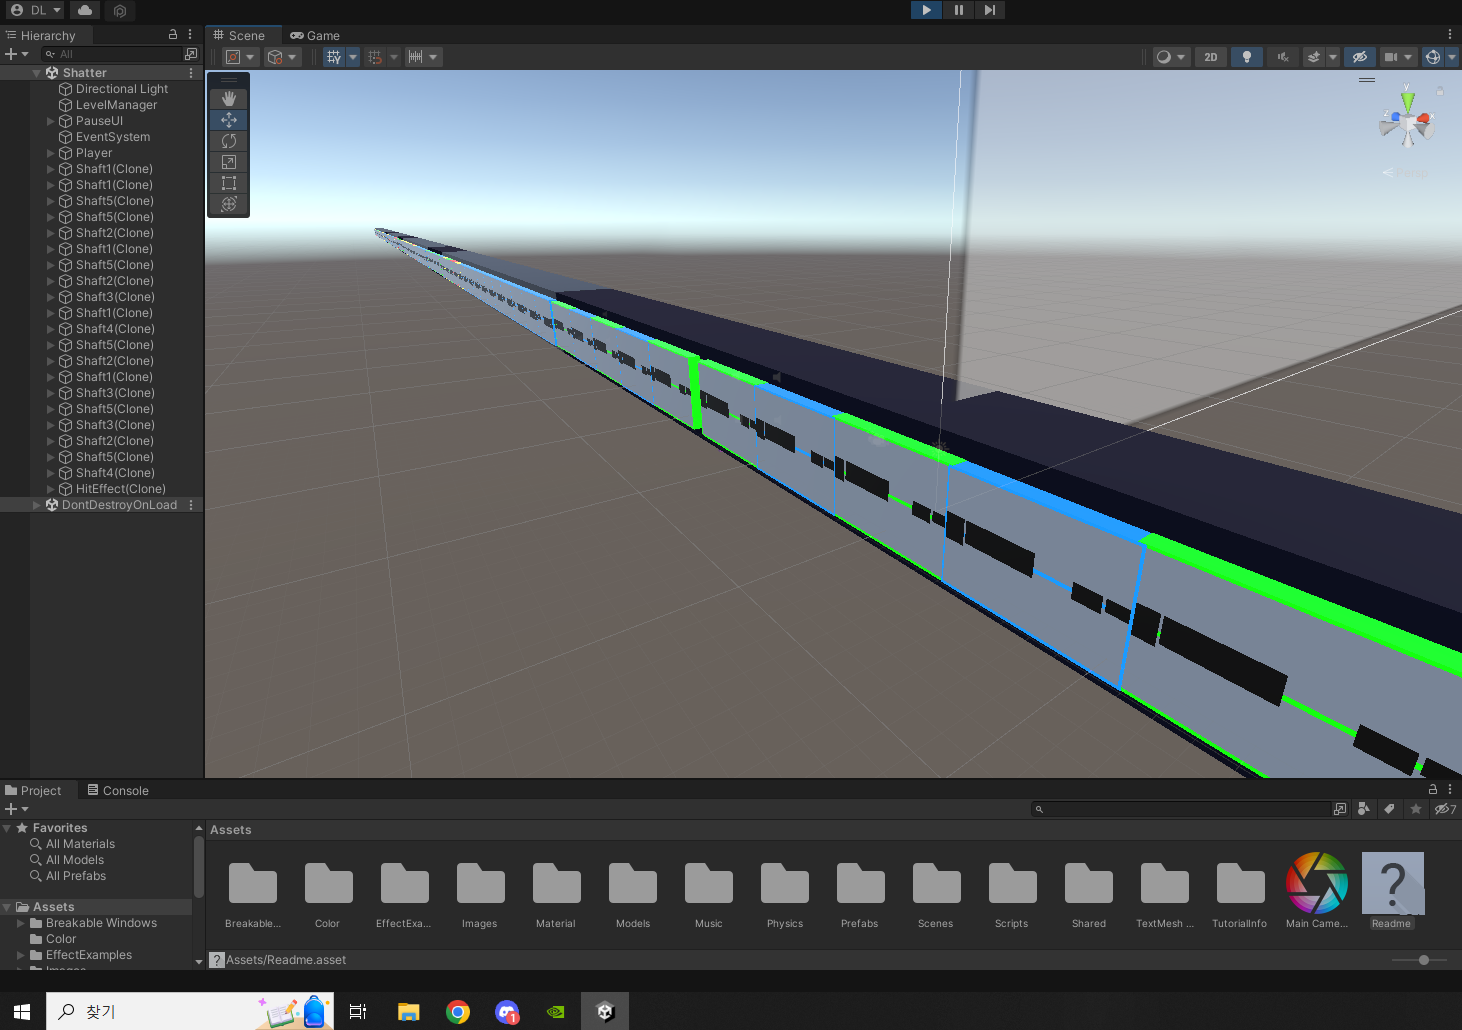 DL
Hierarchy
All
Shatter
Directional Light
LevelManager
PauseUI
EventSystem
Player
Shaft1(Clone)
Shaft1(Clone)
Shaft5(Clone)
Shaft5(Clone)
Shaft2(Clone)
Shaft1(Clone)
Shaft5(Clone)
Shaft2(Clone)
Shaft3(Clone)
Shaft1(Clone)
Shaft4(Clone)
Shaft5(Clone)
Shaft2(Clone)
Shaft1(Clone)
Shaft3(Clone)
Shaft5(Clone)
Shaft3(Clone)
Shaft2(Clone)
Shaft5(Clone)
Shaft4(Clone)
HitEffect(Clone)
DontDestroyOnLoad
Scene
Game
2D
y
x
z
Project
Console
7
Favorites
All Materials
All Models
All Prefabs
Assets
Breakable Windows
Color
EffectExamples
Images
Assets
Breakable...
Color
EffectExa...
Images
Material
Models
Music
Physics
Prefabs
Scenes
Scripts
Shared
TextMesh ...
TutorialInfo
Main Came...
Readme
Assets/Readme.asset
찾기
1